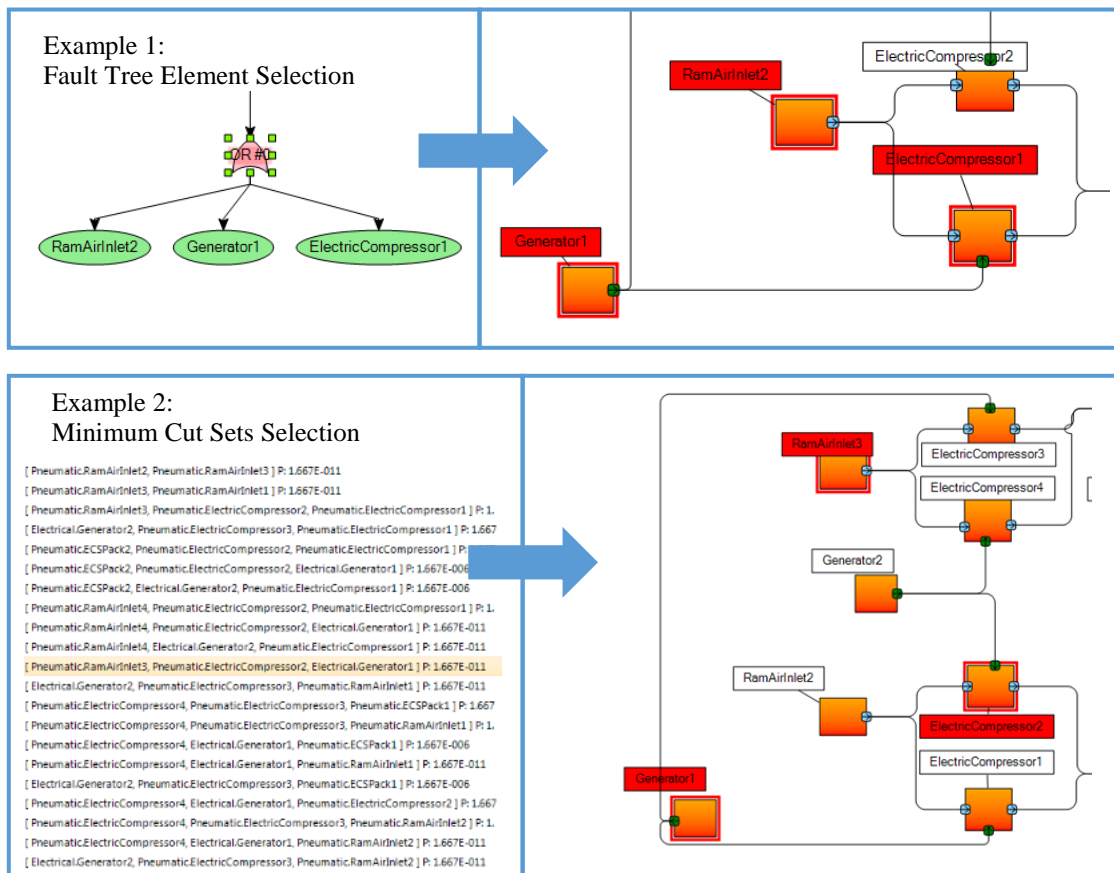 Example 1:
Fault Tree Element Selection
OR #0
RamAirInlet2
Generator1
ElectricCompressor1
ElectricCompressor2
RamAirInlet2
ElectricCompressor1
Generator1
Example 2:
Minimum Cut Sets Selection
[ Pneumatic.RamAirInlet2, Pneumatic.RamAirInlet3 ] P: 1.667E-011
[ Pneumatic.RamAirInlet3, Pneumatic.RamAirInlet1 ] P: 1.667E-011
[ Pneumatic.RamAirInlet3, Pneumatic.ElectricCompressor2, Pneumatic.ElectricCompressor1 ] P: 1.
[ Electrical.Generator2, Pneumatic.ElectricCompressor3, Pneumatic.ElectricCompressor1 ] P: 1.667
[ Pneumatic.ECSPack2, Pneumatic.ElectricCompressor2, Pneumatic.ElectricCompressor1 ] P:
[ Pneumatic.ECSPack2, Pneumatic.ElectricCompressor2, Electrical.Generator1 ] P: 1.667E-006
[ Pneumatic.ECSPack2, Electrical.Generator2, Pneumatic.ElectricCompressor1 ] P: 1.667E-006
[ Pneumatic.RamAirInlet4, Pneumatic.ElectricCompressor2, Pneumatic.ElectricCompressor1 ] P: 1.
[ Pneumatic.RamAirInlet4, Pneumatic.ElectricCompressor2, Electrical.Generator1 ] P: 1.667E-011
[ Pneumatic.RamAirInlet4, Electrical.Generator2, Pneumatic.ElectricCompressor1 ] P: 1.667E-011
[ Pneumatic.RamAirInlet3, Pneumatic.ElectricCompressor2, Electrical.Generator1 ] P: 1.667E-011
[ Electrical.Generator2, Pneumatic.ElectricCompressor3, Pneumatic.RamAirInlet1 ] P: 1.667E-011
[ Pneumatic.ElectricCompressor4, Pneumatic.ElectricCompressor3, Pneumatic.ECSPack1 ] P: 1.667
[ Pneumatic.ElectricCompressor4, Pneumatic.ElectricCompressor3, Pneumatic.RamAirInlet1 ] P: 1.
[ Pneumatic.ElectricCompressor4, Electrical.Generator1, Pneumatic.ECSPack1 ] P: 1.667E-006
[ Pneumatic.ElectricCompressor4, Electrical.Generator1, Pneumatic.RamAirInlet1 ] P: 1.667E-011
[ Electrical.Generator2, Pneumatic.ElectricCompressor3, Pneumatic.ECSPack1 ] P: 1.667E-006
[ Pneumatic.ElectricCompressor4, Electrical.Generator1, Pneumatic.ElectricCompressor2 ] P: 1.667
[ Pneumatic.ElectricCompressor4, Pneumatic.ElectricCompressor3, Pneumatic.RamAirInlet2 ] P: 1.
[ Pneumatic.ElectricCompressor4, Electrical.Generator1, Pneumatic.RamAirInlet2 ] P: 1.667E-011
[ Electrical.Generator2, Pneumatic.ElectricCompressor3, Pneumatic.RamAirInlet2 ] P: 1.667E-011
RamAirInlet3
ElectricCompressor3
ElectricCompressor4
Generator2
RamAirInlet2
ElectricCompressor2
ElectricCompressor1
Generator1